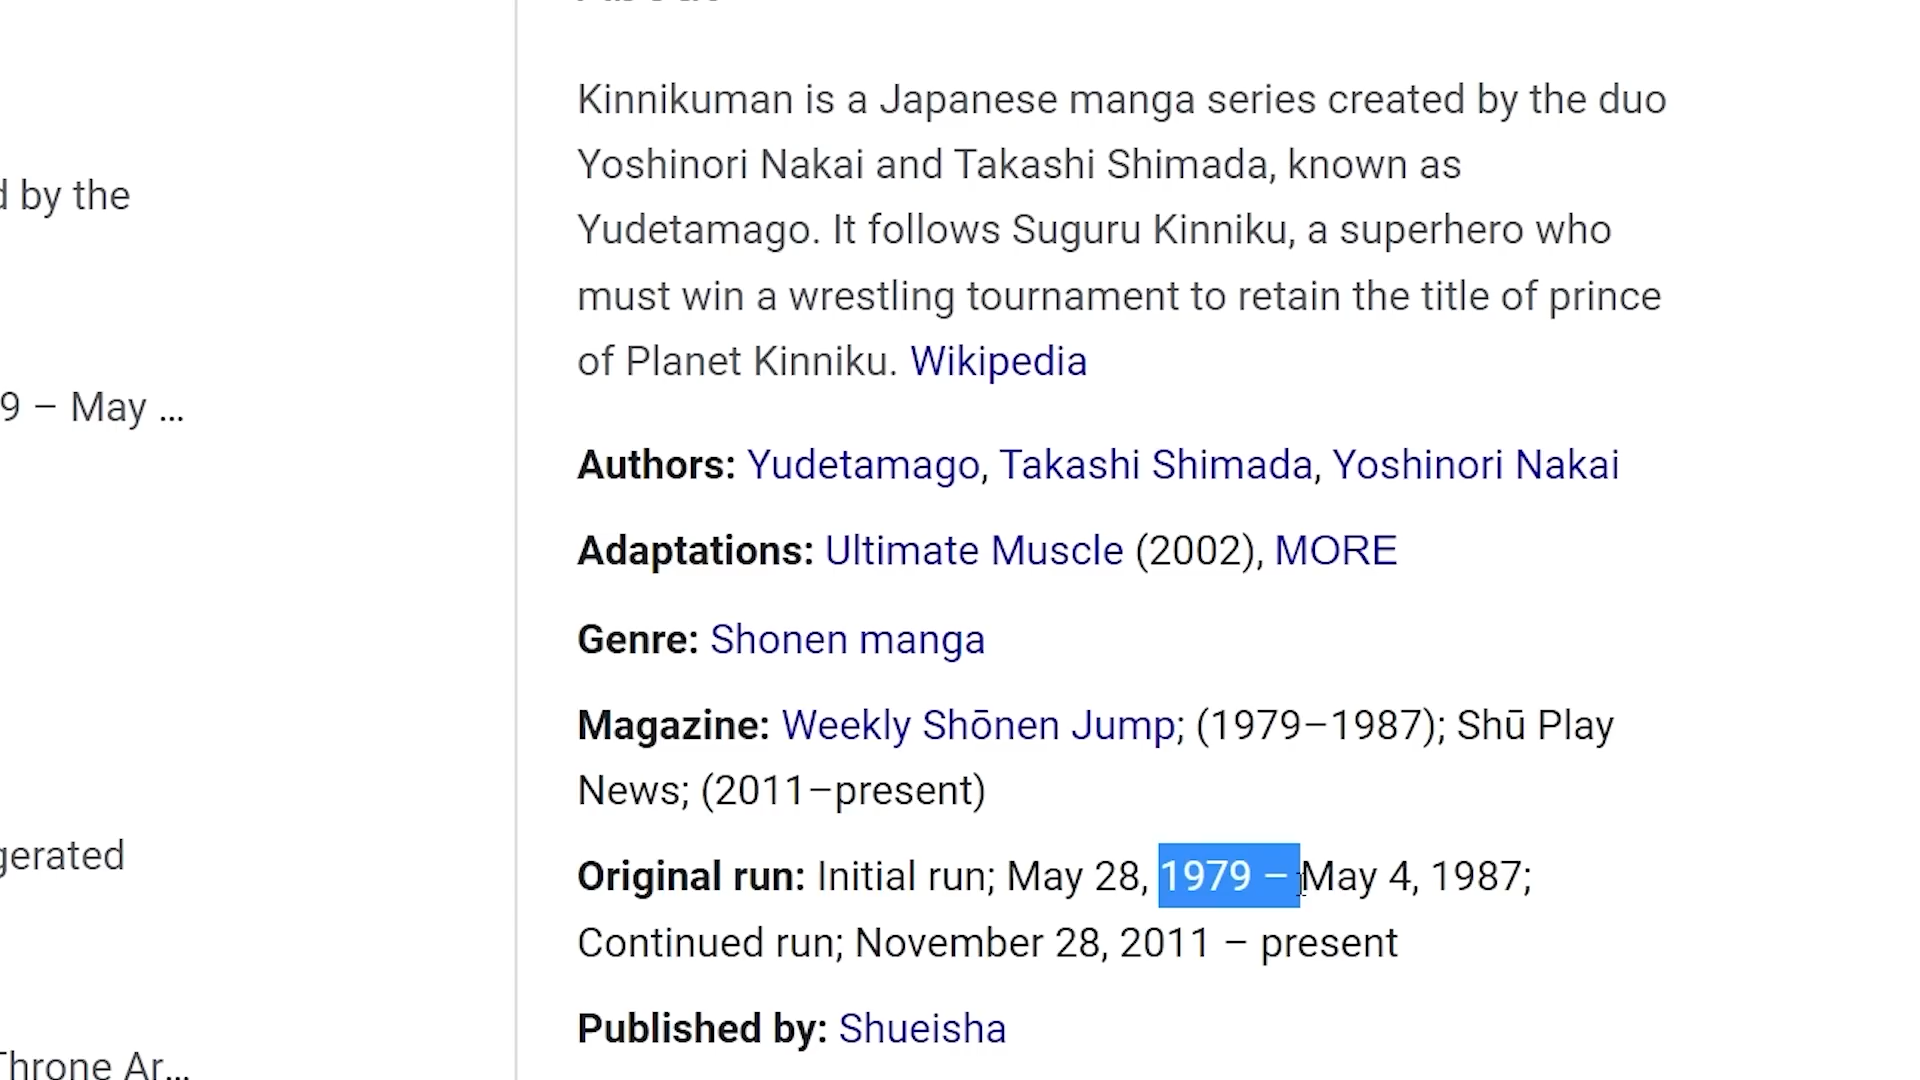 Kinnikuman is a Japanese manga series created by the duo
Yoshinori Nakai and Takashi Shimada, known as
Yudetamago. It follows Suguru Kinniku, a superhero who
must win a wrestling tournament to retain the title of prince
of Planet Kinniku. Wikipedia
Authors: Yudetamago, Takashi Shimada, Yoshinori Nakai
Adaptations: Ultimate Muscle (2002), MORE
Genre: Shonen manga
Magazine: Weekly Shōnen Jump; (1979–1987); Shū Play
News; (2011–present)
Original run: Initial run; May 28, 1979 – May 4, 1987;
Continued run; November 28, 2011 – present
Published by: Shueisha
by the
9 – May ...
gerated
Throne Ar...